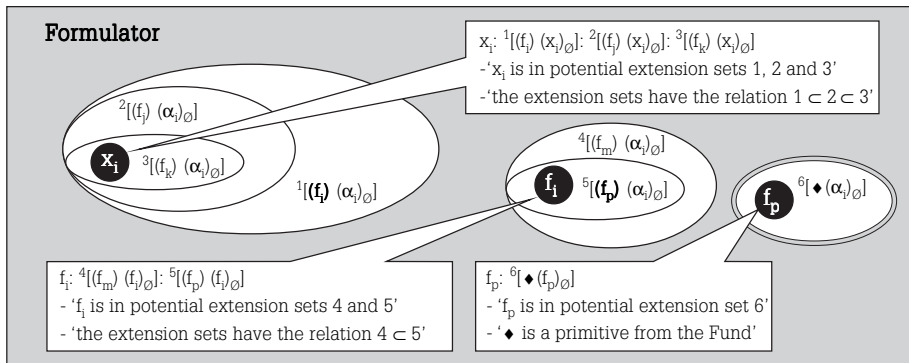 Formulator
xᵢ: ¹[(fᵢ) (xᵢ)Ø]: ²[(fⱼ) (xᵢ)Ø]: ³[(fₖ) (xᵢ)Ø]
-‘xᵢ is in potential extension sets 1, 2 and 3’
-‘the extension sets have the relation 1 ⊂ 2 ⊂ 3’
²[(fⱼ) (αᵢ)Ø]
xᵢ
³[(fₖ) (αᵢ)Ø]
¹[(fᵢ) (αᵢ)Ø]
⁴[(fₘ) (αᵢ)Ø]
fᵢ
⁵[(fₚ) (αᵢ)Ø]
fₚ
⁶[♦(αᵢ)Ø]
fᵢ: ⁴[(fₘ) (fᵢ)Ø]: ⁵[(fₚ) (fᵢ)Ø]
- ‘fᵢ is in potential extension sets 4 and 5’
- ‘the extension sets have the relation 4 ⊂ 5’
fₚ: ⁶[♦(fₚ)Ø]
- ‘fₚ is in potential extension set 6’
- ‘♦ is a primitive from the Fund’